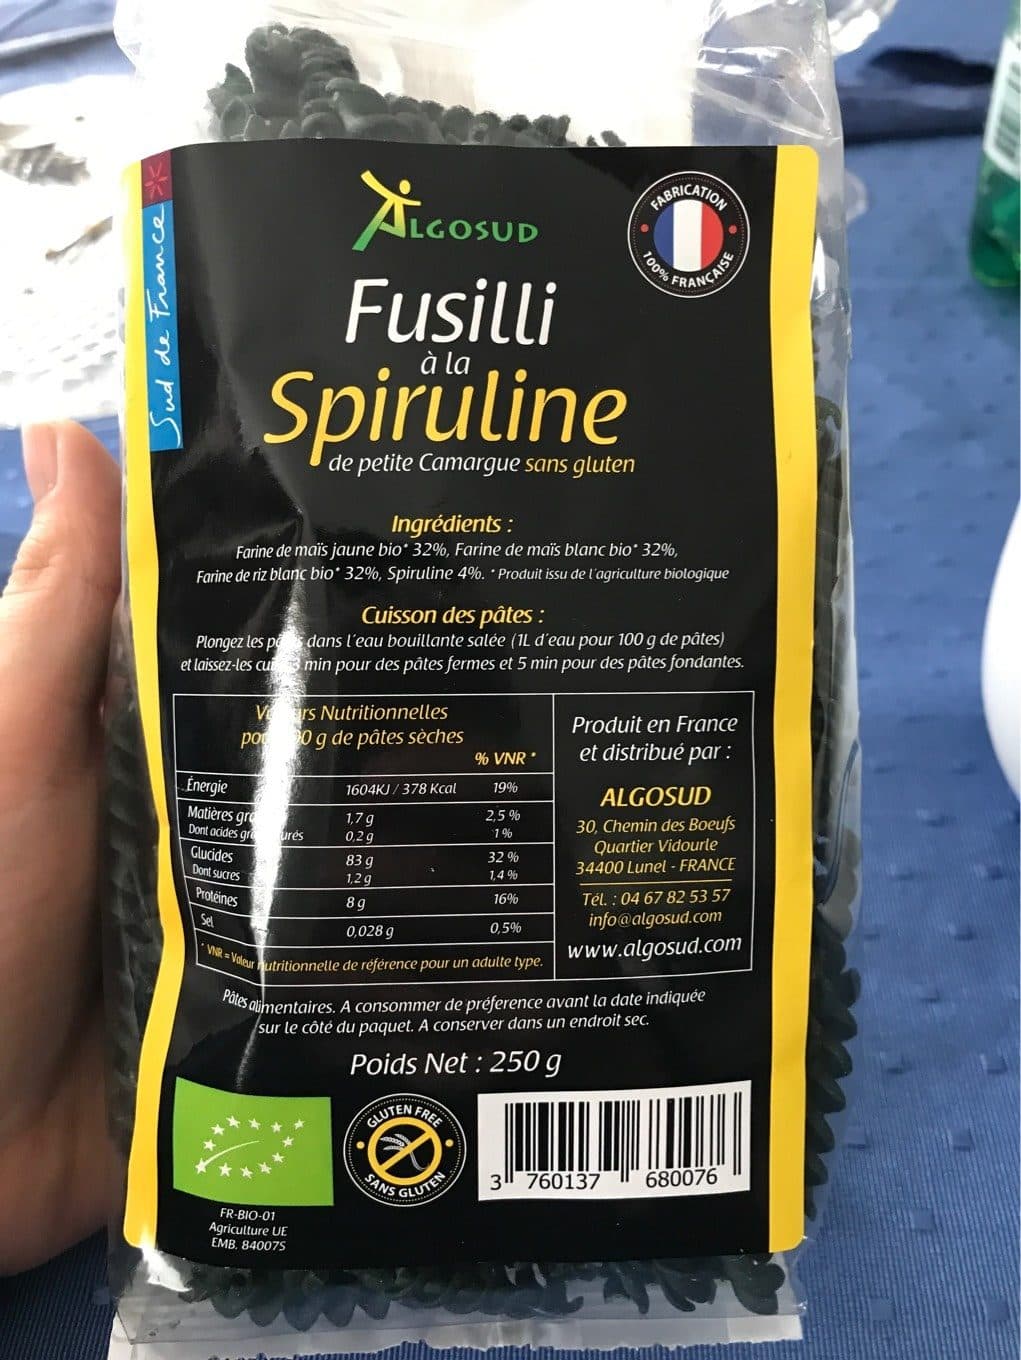 Sud de France
ALGOSUD
FABRICATION
100% FRANÇAISE
Fusilli
à la
Spiruline
de petite Camargue sans gluten
Ingrédients :
Farine de maïs jaune bio* 32%, Farine de maïs blanc bio* 32%,
Farine de riz blanc bio* 32%, Spiruline 4%. * Produit issu de l'agriculture biologique
Cuisson des pâtes :
Plongez les dans l'eau bouillante salée (1L d'eau pour 100 g de pâtes)
et laissez-les 3 min pour des pâtes fermes et 5 min pour des pâtes fondantes.
Nutritionnelles
g de pâtes sèches
% VNR *
Énergie 1604KJ / 378 Kcal 19%
Matières 1,7 g 2,5 %
Dont acides 0,2 g 1 %
Glucides 83 g 32 %
Dont sucres 1,2 g 1,4 %
Protéines 8 g 16%
Sel 0,028 g 0,5%
* VNR = Valeur nutritionnelle de référence pour un adulte type.
Produit en France
et distribué par :
ALGOSUD
30, Chemin des Boeufs
Quartier Vidourle
34400 Lunel - FRANCE
Tél. : 04 67 82 53 57
info@algosud.com
www.algosud.com
Pâtes alimentaires. A consommer de préference avant la date indiquée
sur le côté du paquet. A conserver dans un endroit sec.
Poids Net : 250 g
FR-BIO-01
Agriculture UE
EMB. 84007S
GLUTEN FREE
SANS GLUTEN
3 760137 680076